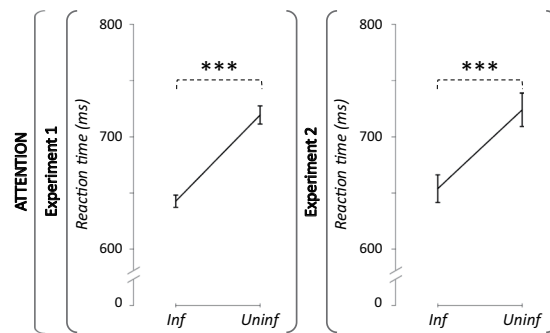 ATTENTION
Experiment 1
Reaction time (ms)
800
700
600
0
***
Inf
Uninf
Experiment 2
Reaction time (ms)
800
700
600
0
***
Inf
Uninf